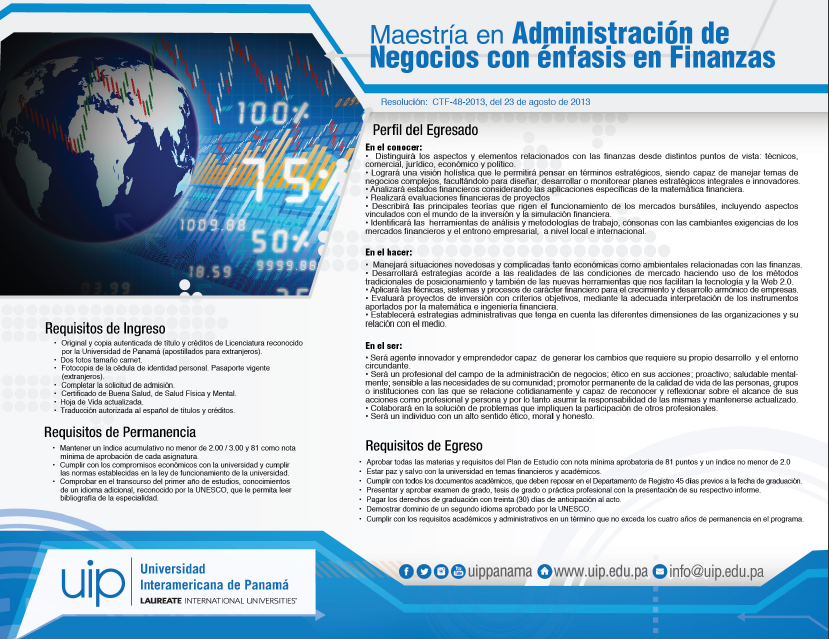 Maestría en Administración de
Negocios con énfasis en Finanzas
Resolución: CTF-48-2013, del 23 de agosto de 2013
100%
75%
1009.88
50%
9999.88
18.59
Perfil del Egresado
En el conocer:
• Distinguirá los aspectos y elementos relacionados con las finanzas desde distintos puntos de vista: técnicos,
comercial, jurídico, económico y político.
• Logrará una visión holística que le permitirá pensar en términos estratégicos, siendo capaz de manejar temas de
negocios complejos, facultándolo para diseñar, desarrollar o monitorear planes estratégicos integrales e innovadores.
• Analizará estados financieros considerando las aplicaciones específicas de la matemática financiera.
• Realizará evaluaciones financieras de proyectos
• Describirá las principales teorías que rigen el funcionamiento de los mercados bursátiles, incluyendo aspectos
vinculados con el mundo de la inversión y la simulación financiera.
• Identificará las herramientas de análisis y metodologías de trabajo, cónsonas con las cambiantes exigencias de los
mercados financieros y el entrono empresarial, a nivel local e internacional.
En el hacer:
• Manejará situaciones novedosas y complicadas tanto económicas como ambientales relacionadas con las finanzas.
• Desarrollará estrategias acorde a las realidades de las condiciones de mercado haciendo uso de los métodos
tradicionales de posicionamiento y también de las nuevas herramientas que nos facilitan la tecnología y la Web 2.0.
• Aplicará las técnicas, sistemas y procesos de carácter financiero para el crecimiento y desarrollo armónico de empresas.
• Evaluará proyectos de inversión con criterios objetivos, mediante la adecuada interpretación de los instrumentos
aportados por la matemática e ingeniería financiera.
• Establecerá estrategias administrativas que tenga en cuenta las diferentes dimensiones de las organizaciones y su
relación con el medio.
En el ser:
• Será agente innovador y emprendedor capaz de generar los cambios que requiere su propio desarrollo y el entorno
circundante.
• Será un profesional del campo de la administración de negocios; ético en sus acciones; proactivo; saludable mental-
mente; sensible a las necesidades de su comunidad; promotor permanente de la calidad de vida de las personas, grupos
o instituciones con las que se relacione cotidianamente y capaz de reconocer y reflexionar sobre el alcance de sus
acciones como profesional y persona y por lo tanto asumir la responsabilidad de las mismas y mantenerse actualizado.
• Colaborará en la solución de problemas que impliquen la participación de otros profesionales.
• Será un individuo con un alto sentido ético, moral y honesto.
Requisitos de Egreso
• Aprobar todas las materias y requisitos del Plan de Estudio con nota mínima aprobatoria de 81 puntos y un índice no menor de 2.0
• Estar paz y salvo con la universidad en temas financieros y académicos.
• Cumplir con todos los documentos académicos, que deben reposar en el Departamento de Registro 45 días previos a la fecha de graduación.
• Presentar y aprobar examen de grado, tesis de grado o práctica profesional con la presentación de su respectivo informe.
• Pagar los derechos de graduación con treinta (30) días de anticipación al acto.
• Demostrar dominio de un segundo idioma aprobado por la UNESCO.
• Cumplir con los requisitos académicos y administrativos en un término que no exceda los cuatro años de permanencia en el programa.
Requisitos de Ingreso
• Original y copia autenticada de título y créditos de Licenciatura reconocido
por la Universidad de Panamá (apostillados para extranjeros).
• Dos fotos tamaño carnet.
• Fotocopia de la cédula de identidad personal. Pasaporte vigente
(extranjeros).
• Completar la solicitud de admisión.
• Certificado de Buena Salud, de Salud Física y Mental.
• Hoja de Vida actualizada.
• Traducción autorizada al español de títulos y créditos.
Requisitos de Permanencia
• Mantener un índice acumulativo no menor de 2.00 / 3.00 y 81 como nota
mínima de aprobación de cada asignatura.
• Cumplir con los compromisos económicos con la universidad y cumplir
las normas establecidas en la ley de funcionamiento de la universidad.
• Comprobar en el transcurso del primer año de estudios, conocimientos
de un idioma adicional, reconocido por la UNESCO, que le permita leer
bibliografía de la especialidad.
uip
Universidad
Interamericana de Panamá
LAUREATE INTERNATIONAL UNIVERSITIES
uippanama www.uip.edu.pa info@uip.edu.pa